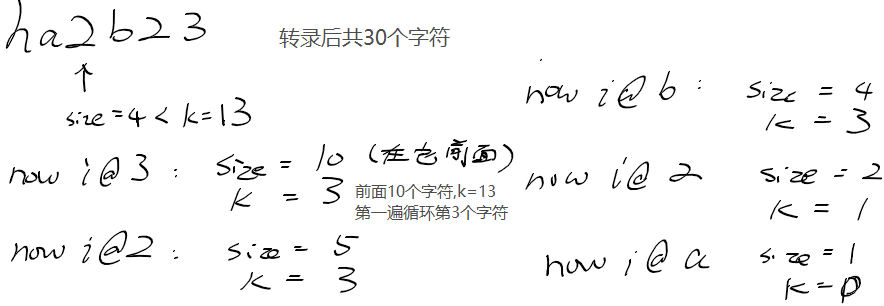 ha2b23
转录后共30个字符
↑
size=4 < k=13
now i@3: size = 10 (在它前面)
k = 3
前面10个字符,k=13
第一遍循环第3个字符
now i@2: size = 5
k = 3
now i@b: size = 4
k = 3
now i@2 size = 2
k = 1
now i@a size = 1
k=0